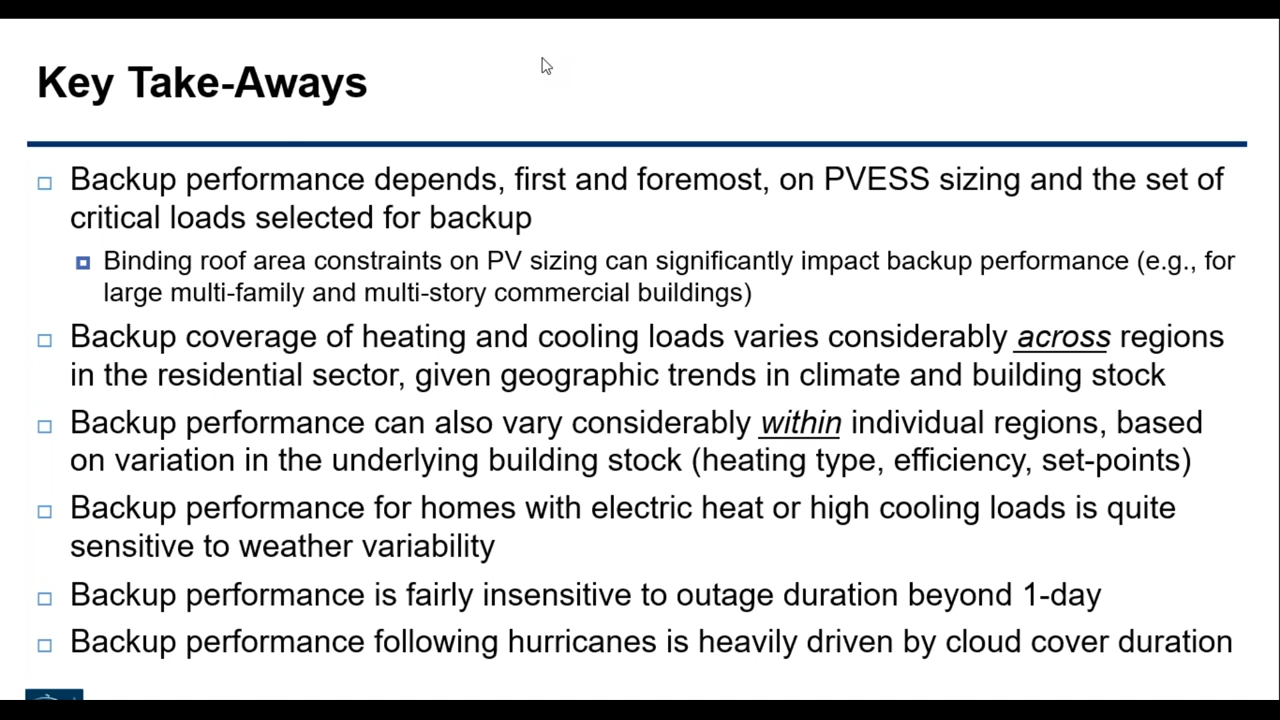 Key Take-Aways
Backup performance depends, first and foremost, on PVESS sizing and the set of
critical loads selected for backup
Binding roof area constraints on PV sizing can significantly impact backup performance (e.g., for
large multi-family and multi-story commercial buildings)
Backup coverage of heating and cooling loads varies considerably across regions
in the residential sector, given geographic trends in climate and building stock
Backup performance can also vary considerably within individual regions, based
on variation in the underlying building stock (heating type, efficiency, set-points)
Backup performance for homes with electric heat or high cooling loads is quite
sensitive to weather variability
Backup performance is fairly insensitive to outage duration beyond 1-day
Backup performance following hurricanes is heavily driven by cloud cover duration